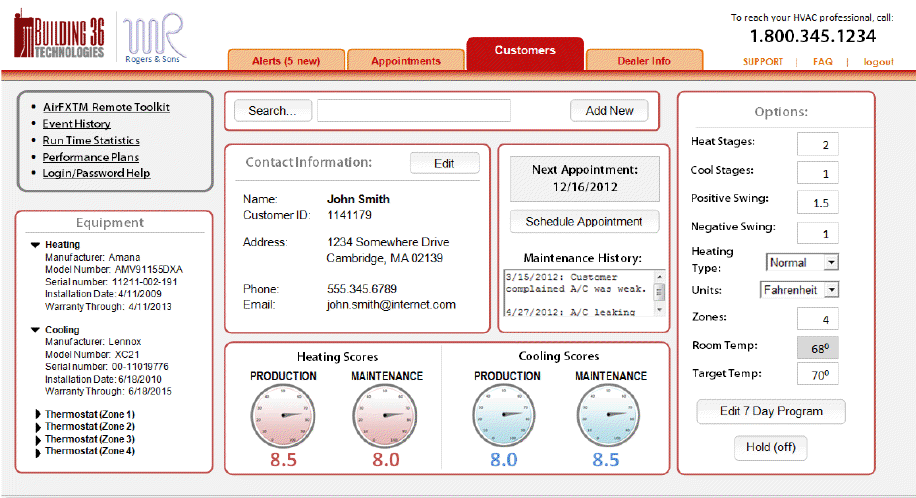 BUILDING 36
TECHNOLOGIES
Rogers & Sons
To reach your HVAC professional, call:
1.800.345.1234
Alerts (5 new)
Appointments
Customers
Dealer Info
SUPPORT | FAQ | logout
• AirFXTM Remote Toolkit
• Event History
• Run Time Statistics
• Performance Plans
• Login/Password Help
Equipment
Heating
Manufacturer: Amana
Model Number: AMV91155DXA
Serial number: 11211-002-191
Installation Date: 4/11/2009
Warranty Through: 4/11/2013
Cooling
Manufacturer: Lennox
Model Number: XC21
Serial number: 00-11019776
Installation Date: 6/18/2010
Warranty Through: 6/18/2015
Thermostat (Zone 1)
Thermostat (Zone 2)
Thermostat (Zone 3)
Thermostat (Zone 4)
Search...
Add New
Contact Information:
Edit
Name: John Smith
Customer ID: 1141179
Address: 1234 Somewhere Drive
Cambridge, MA 02139
Phone: 555.345.6789
Email: john.smith@internet.com
Next Appointment:
12/16/2012
Schedule Appointment
Maintenance History:
3/15/2012: Customer
complained A/C was weak.
4/27/2012: A/C leaking
Heating Scores
PRODUCTION MAINTENANCE
8.5 8.0
Cooling Scores
PRODUCTION MAINTENANCE
8.0 8.5
Options:
Heat Stages: 2
Cool Stages: 1
Positive Swing: 1.5
Negative Swing: 1
Heating
Type: Normal
Units: Fahrenheit
Zones: 4
Room Temp: 68º
Target Temp: 70º
Edit 7 Day Program
Hold (off)